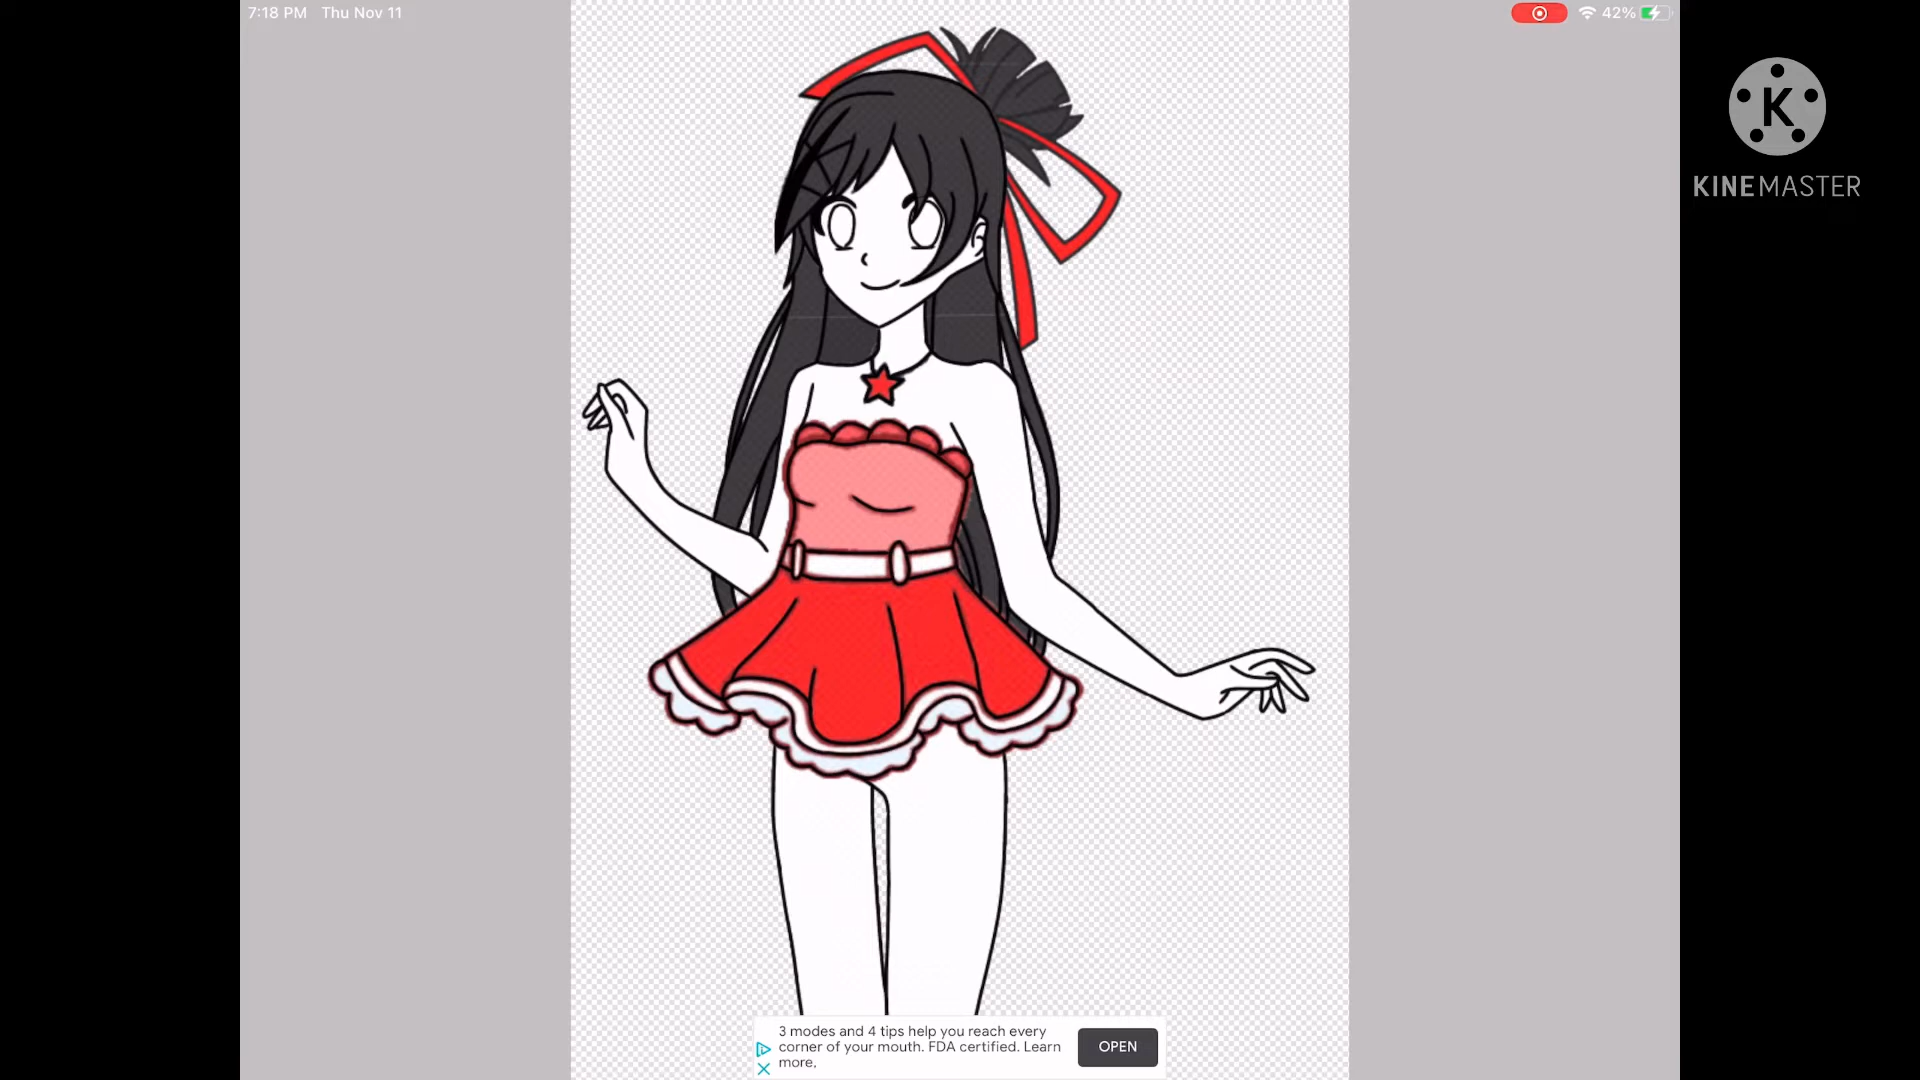 7:18 PM Thu Nov 11
42%
K
KINEMASTER
3 modes and 4 tips help you reach every
corner of your mouth. FDA certified. Learn
more,
OPEN